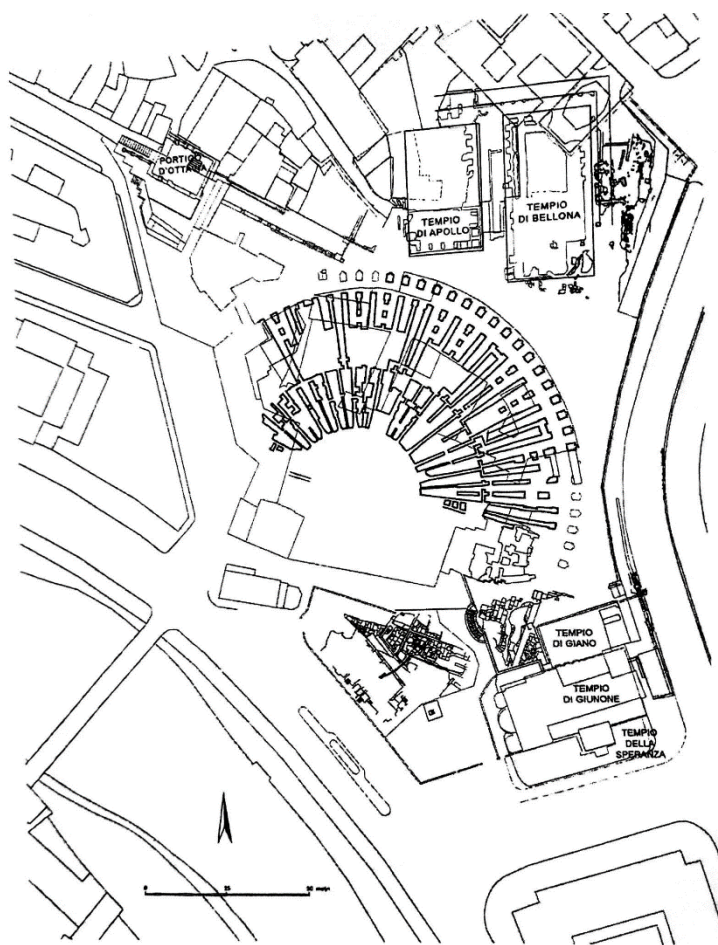 PORTICO
D'OTTAVIA
TEMPIO
DI APOLLO
TEMPIO
DI BELLONA
TEMPIO
DI GIANO
TEMPIO
DI GIUNONE
TEMPIO
DELLA
SPERANZA
0 25 50 metri